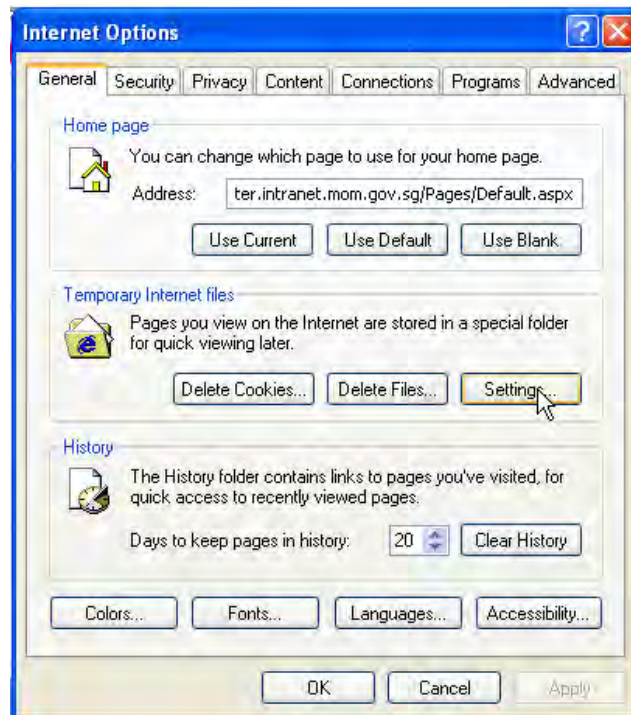 Internet Options
General Security Privacy Content Connections Programs Advanced
Home page
You can change which page to use for your home page.
Address: ter.intranet.mom.gov.sg/Pages/Default.aspx
Use Current Use Default Use Blank
Temporary Internet files
Pages you view on the Internet are stored in a special folder
for quick viewing later.
Delete Cookies... Delete Files... Settings...
History
The History folder contains links to pages you've visited, for
quick access to recently viewed pages.
Days to keep pages in history: 20 Clear History
Colors... Fonts... Languages... Accessibility...
OK Cancel Apply